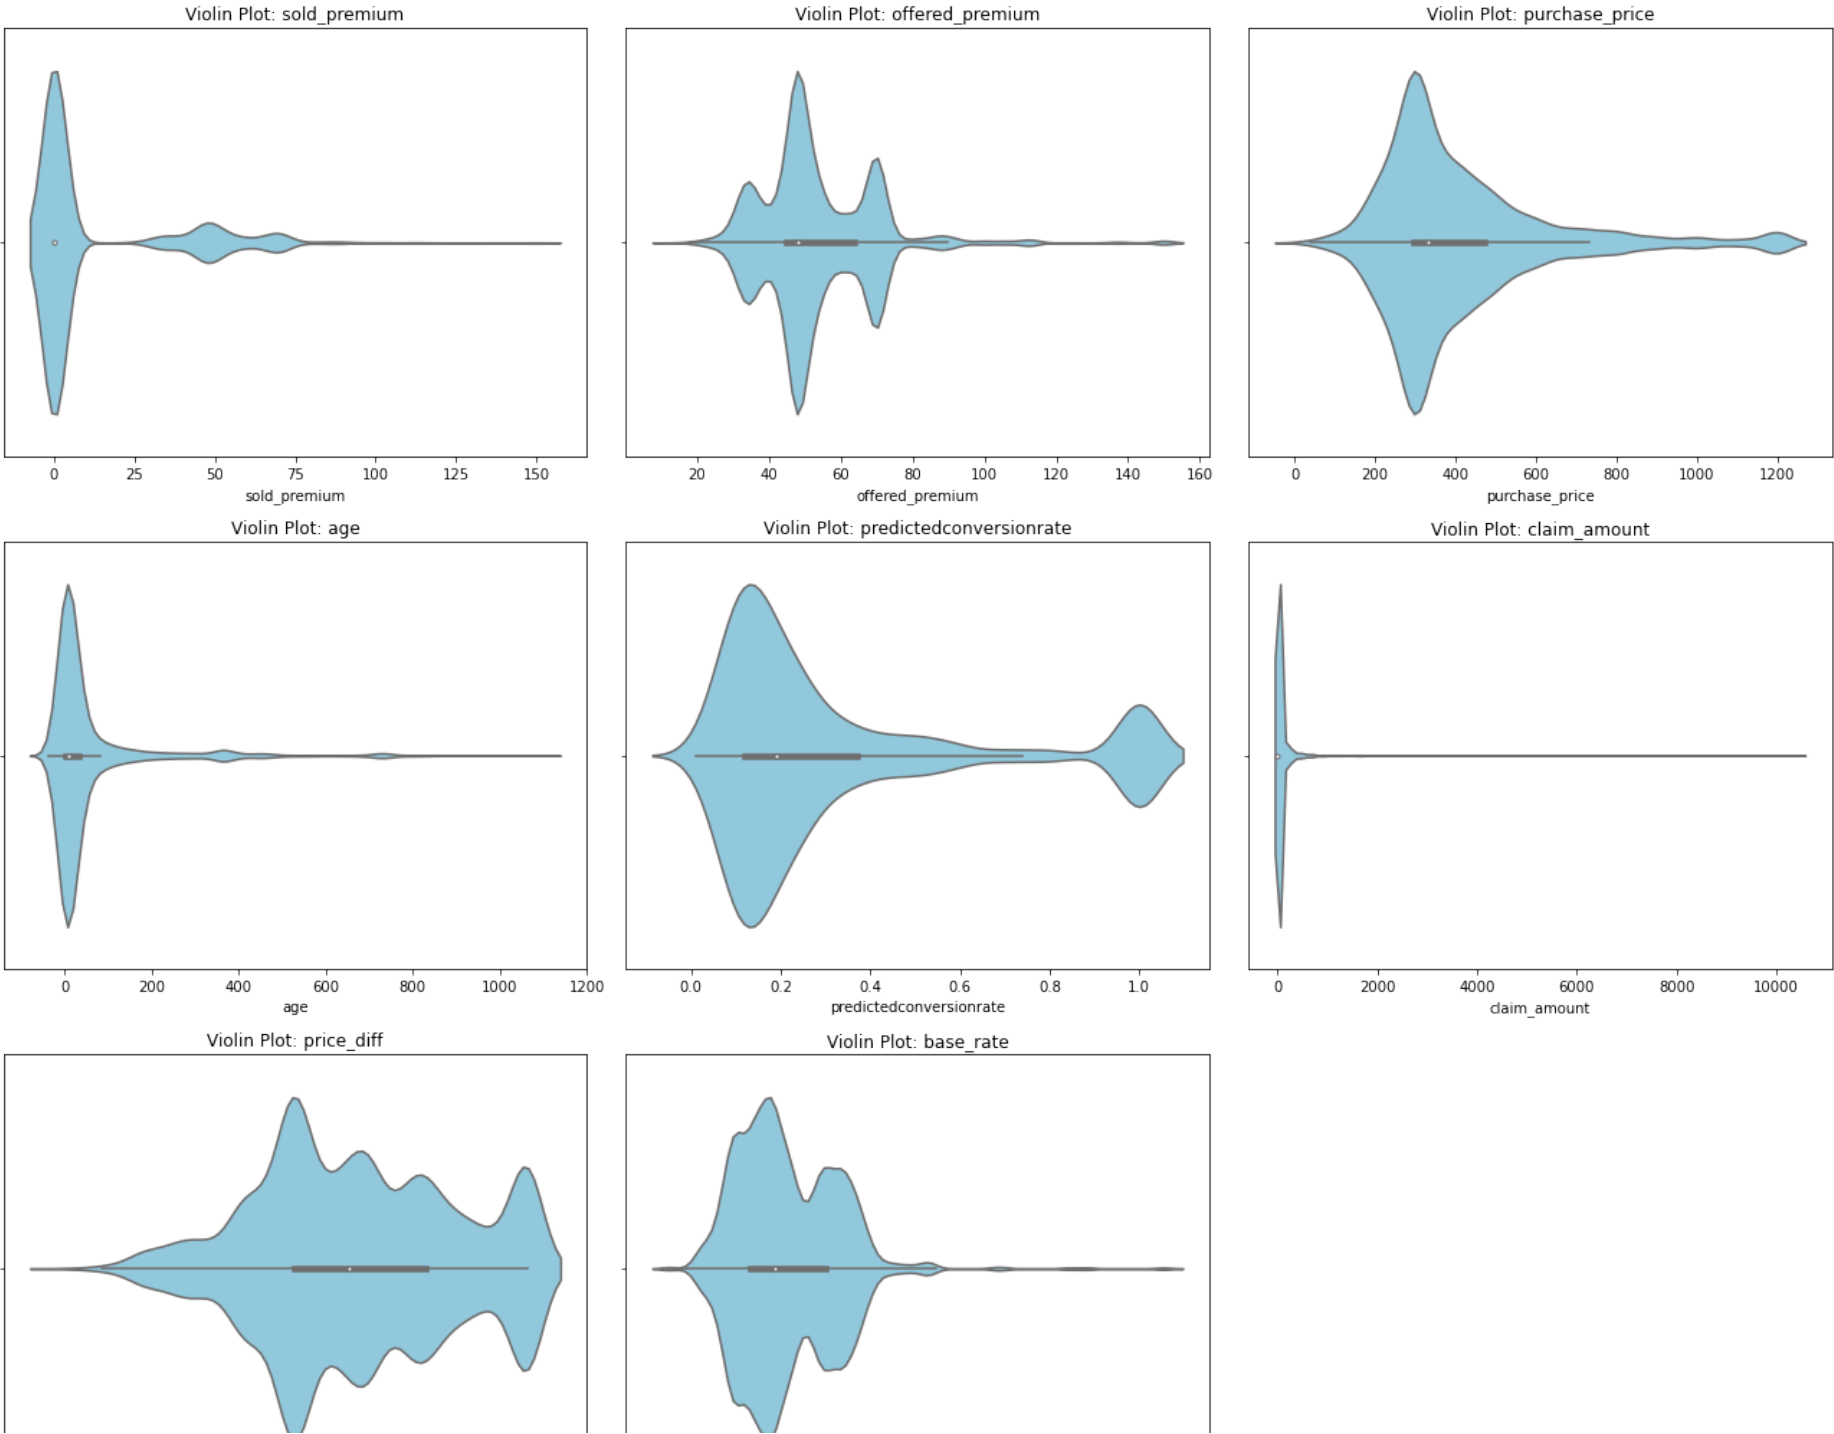 Violin Plot: sold_premium
Violin Plot: offered_premium
Violin Plot: purchase_price
0 25 50 75 100 125 150
20 40 60 80 100 120 140 160
0 200 400 600 800 1000 1200
sold_premium
offered_premium
purchase_price
Violin Plot: age
Violin Plot: predictedconversionrate
Violin Plot: claim_amount
0 200 400 600 800 1000 1200
0.0 0.2 0.4 0.6 0.8 1.0
0 2000 4000 6000 8000 10000
age
predictedconversionrate
claim_amount
Violin Plot: price_diff
Violin Plot: base_rate